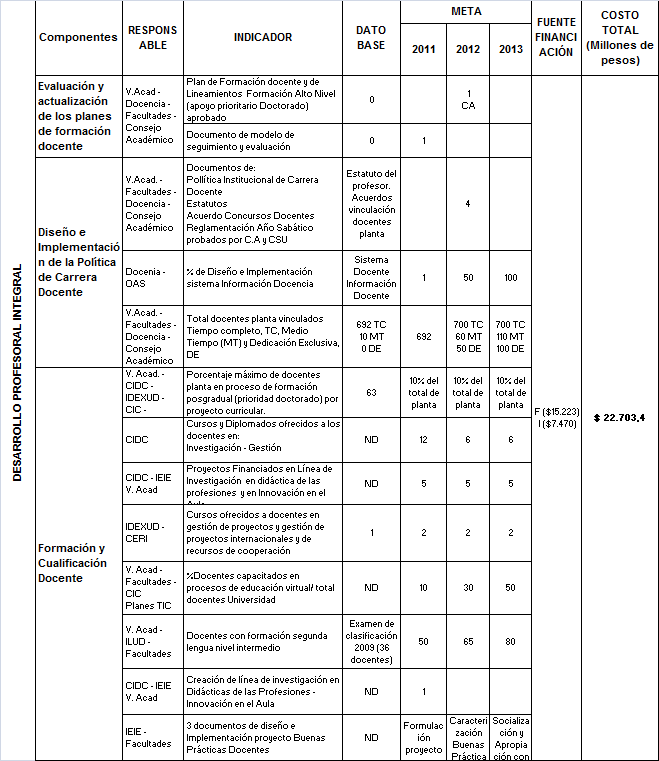 DESARROLLO PROFESORAL INTEGRAL
Componentes
RESPONS
ABLE
INDICADOR
DATO
BASE
META
2011
2012
2013
FUENTE
FINANCI
ACIÓN
COSTO
TOTAL
(Millones de
pesos)
Evaluación y
actualización
de los planes
de formación
docente
V.Acad -
Docencia -
Facultades -
Consejo
Académico
Plan de Formación docente y de
Lineamientos Formación Alto Nivel
(apoyo prioritario Doctorado)
aprobado
0
1
CA
Documento de modelo de
seguimiento y evaluación
0
1
Diseño e
Implementació
n de la Política
de Carrera
Docente
V.Acad. -
Facultades -
Docencia -
Consejo
Académico
Documentos de:
Pollítica Institucional de Carrera
Docente
Estatutos
Acuerdo Concursos Docentes
Reglamentación Año Sabático
probados por C.A y CSU
Estatuto del
profesor.
Acuerdos
vinculación
docentes
planta
4
Docenia -
OAS
% de Diseño e Implementación
sistema Información Docencia
Sistema
Docente
Información
Docente
1
50
100
V.Acad. -
Facultades -
Docencia -
Consejo
Académico
Total docentes planta vinculados
Tiempo completo, TC, Medio
Tiempo (MT) y Dedicación Exclusiva,
DE
692 TC
10 MT
0 DE
692
700 TC
60 MT
50 DE
700 TC
110 MT
100 DE
Formación y
Cualificación
Docente
V. Acad. -
CIDC -
IDEXUD -
CIC -
Porcentaje máximo de docentes
planta en proceso de formación
posgradual (prioridad doctorado) por
proyecto curricular.
63
10% del
total de
planta
10% del
total de
planta
10% del
total de
planta
F ($15.223)
I ($7.470)
$ 22.703,4
CIDC
Cursos y Diplomados ofrecidos a los
docentes en:
Investigación - Gestión
ND
12
6
6
CIDC - IEIE
V. Acad
Proyectos Financiados en Línea de
Investigación en didáctica de las
profesiones y en Innovación en el
Aula
ND
5
5
5
IDEXUD -
CERI
Cursos ofrecidos a docentes en
gestión de proyectos y gestión de
proyectos internacionales y de
recursos de cooperación
1
2
2
2
V. Acad -
Facultades -
CIC
Planes TIC
%Docentes capacitados en
procesos de educación virtual/ total
docentes Universidad
ND
10
30
50
V. Acad -
ILUD -
Facultades
Docentes con formación segunda
lengua nivel intermedio
Examen de
clasificación
2009 (36
docentes)
50
65
80
CIDC - IEIE
V. Acad
Creación de línea de investigación en
Didácticas de las Profesiones -
Innovación en el Aula
ND
1
IEIE -
Facultades
3 documentos de diseño e
Implementación proyecto Buenas
Prácticas Docentes
ND
Formula
ción
proyecto
Caracteri
zación
Buenas
Práctica
Socializa
ción y
Apropia
ción con